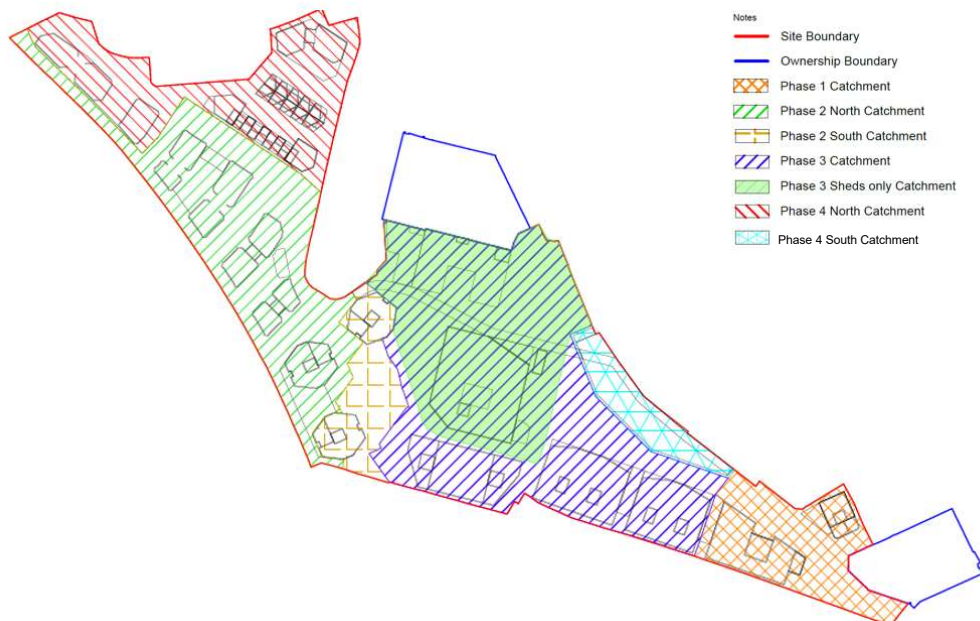 Notes
Site Boundary
Ownership Boundary
Phase 1 Catchment
Phase 2 North Catchment
Phase 2 South Catchment
Phase 3 Catchment
Phase 3 Sheds only Catchment
Phase 4 North Catchment
Phase 4 South Catchment